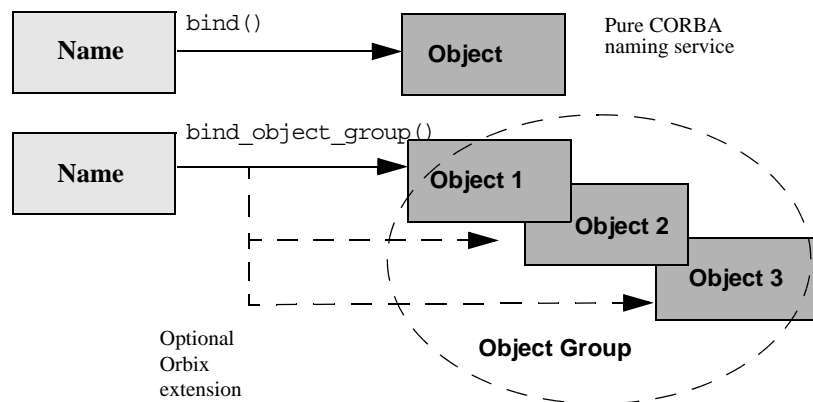 bind()
Name
Object
Pure CORBA
naming service
bind_object_group()
Name
Object 1
Object 2
Object 3
Optional
Orbix
extension
Object Group